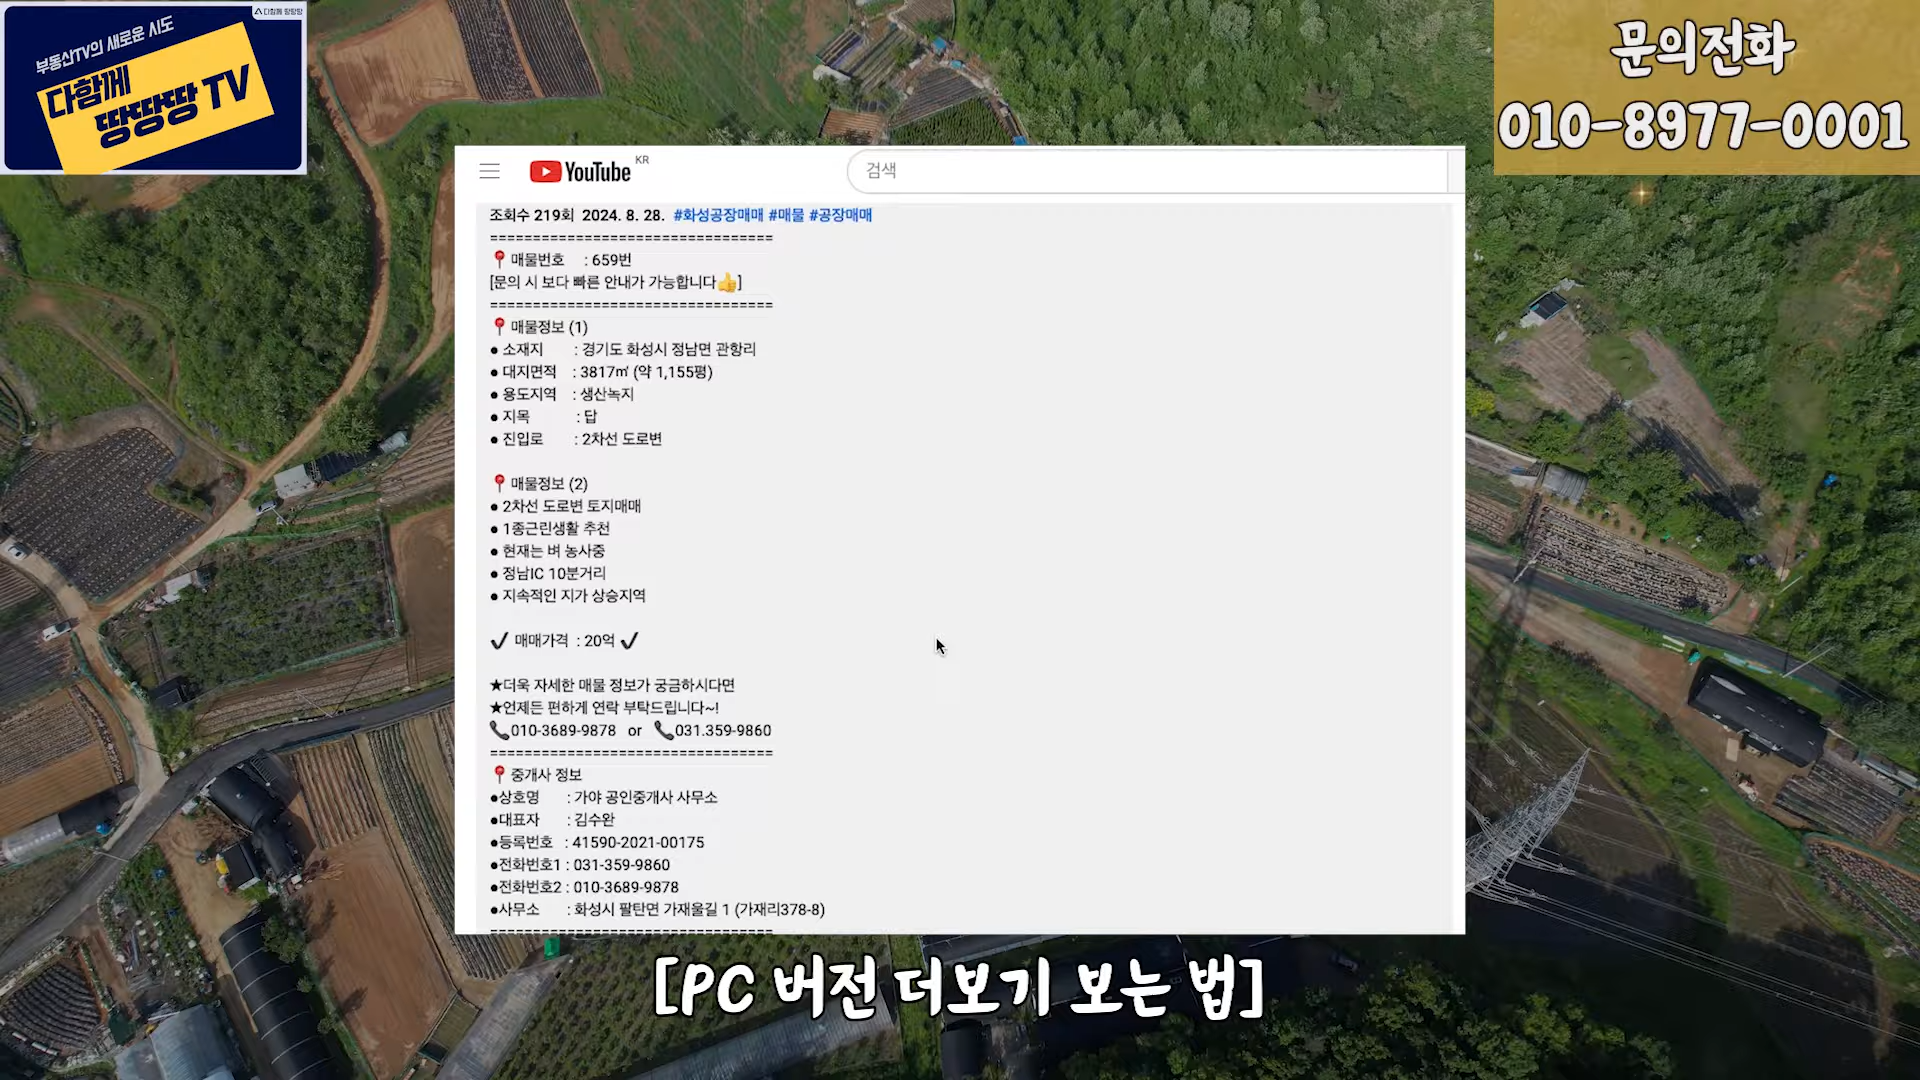 부동산TV의 새로운 시도
다함께
땅땅땅 TV
다함께 땅땅땅
문의전화
010-8977-0001
YouTube KR
검색
조회수 219회 2024. 8. 28. #화성공장매매 #매물 #공장매매
=================================
📍 매물번호 : 659번
[문의 시 보다 빠른 안내가 가능합니다👍]
=================================
📍 매물정보 (1)
● 소재지 : 경기도 화성시 정남면 관항리
● 대지면적 : 3817㎡ (약 1,155평)
● 용도지역 : 생산녹지
● 지목 : 답
● 진입로 : 2차선 도로변
📍 매물정보 (2)
● 2차선 도로변 토지매매
● 1종근린생활 추천
● 현재는 벼 농사중
● 정남IC 10분거리
● 지속적인 지가 상승지역
✔ 매매가격 : 20억 ✔
★더욱 자세한 매물 정보가 궁금하시다면
★언제든 편하게 연락 부탁드립니다~!
📞010-3689-9878 or 📞031.359-9860
=================================
📍 중개사 정보
●상호명 : 가야 공인중개사 사무소
●대표자 : 김수완
●등록번호 : 41590-2021-00175
●전화번호1 : 031-359-9860
●전화번호2 : 010-3689-9878
●사무소 : 화성시 팔탄면 가재울길 1 (가재리378-8)
=================================
[PC 버전 더보기 보는 법]